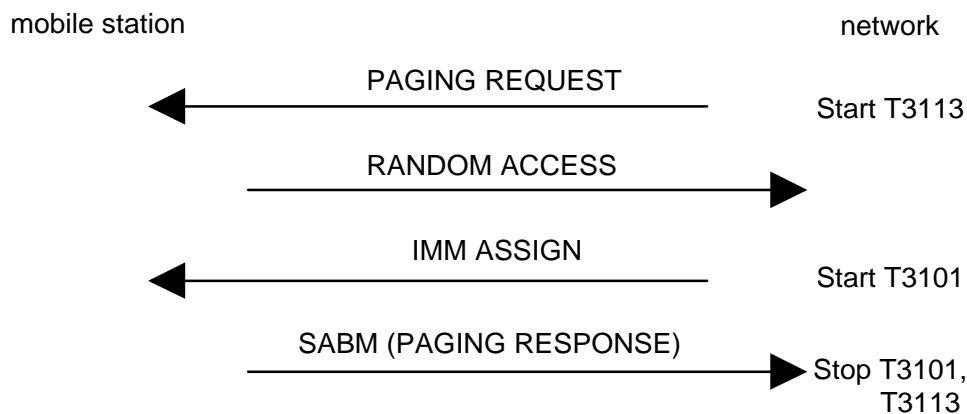 mobile station
network
PAGING REQUEST
Start T3113
RANDOM ACCESS
IMM ASSIGN
Start T3101
SABM (PAGING RESPONSE)
Stop T3101,
T3113